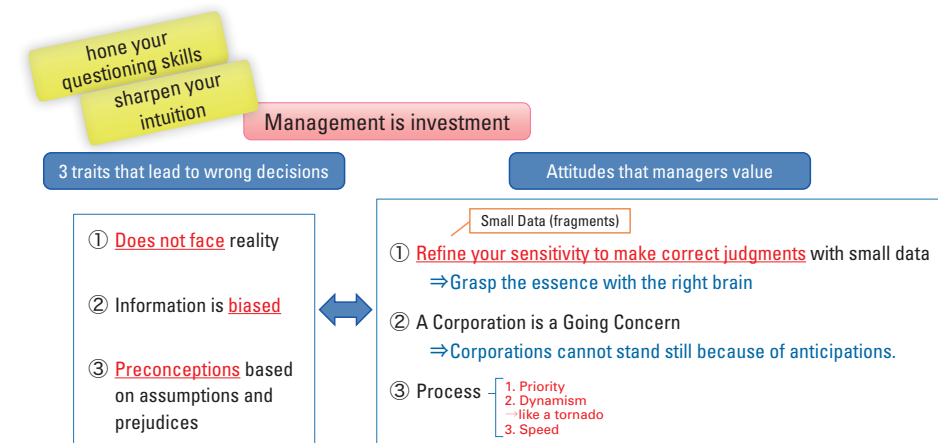 hone your
questioning skills
sharpen your
intuition
Management is investment
3 traits that lead to wrong decisions
① Does not face reality
② Information is biased
③ Preconceptions based
on assumptions and
prejudices
Attitudes that managers value
Small Data (fragments)
① Refine your sensitivity to make correct judgments with small data
⇒Grasp the essence with the right brain
② A Corporation is a Going Concern
⇒Corporations cannot stand still because of anticipations.
③ Process
1. Priority
2. Dynamism
→like a tornado
3. Speed